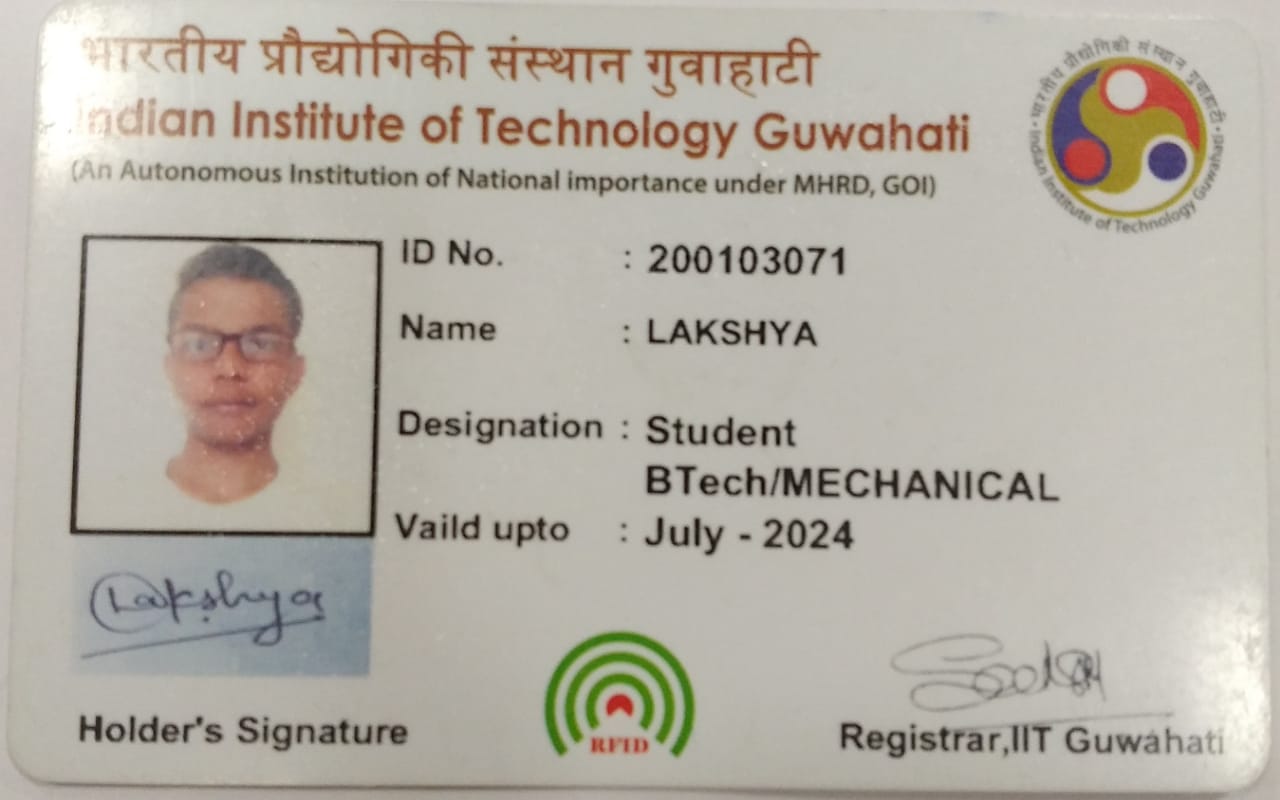 भारतीय प्रौद्योगिकी संस्थान गुवाहाटी
Indian Institute of Technology Guwahati
(An Autonomous Institution of National importance under MHRD, GOI)
भारतीय प्रौद्योगिकी संस्थान गुवाहाटी
Indian Institute of Technology Guwahati
ID No. : 200103071
Name : LAKSHYA
Designation : Student
BTech/MECHANICAL
Vaild upto : July - 2024
Lakshya
Holder's Signature
RFID
Registrar,IIT Guwahati